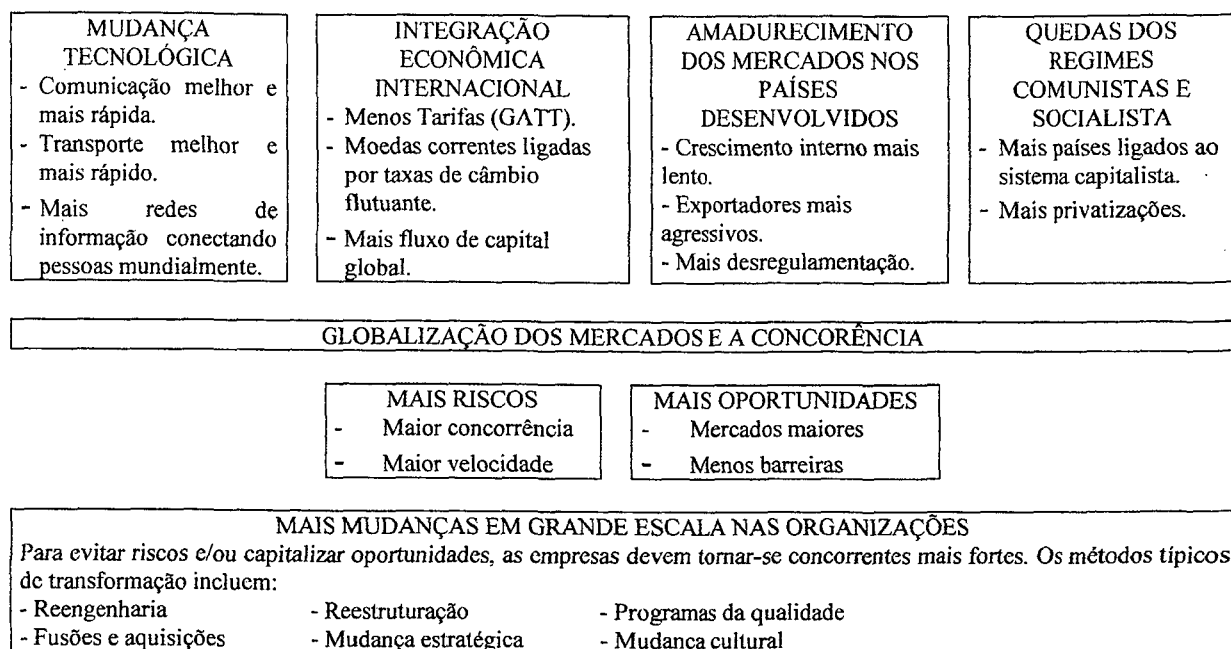 MUDANÇA
TECNOLÓGICA
- Comunicação melhor e
mais rápida.
- Transporte melhor e
mais rápido.
- Mais redes de
informação conectando
pessoas mundialmente.
INTEGRAÇÃO
ECONÔMICA
INTERNACIONAL
- Menos Tarifas (GATT).
- Moedas correntes ligadas
por taxas de câmbio
flutuante.
- Mais fluxo de capital
global.
AMADURECIMENTO
DOS MERCADOS NOS
PAÍSES
DESENVOLVIDOS
- Crescimento interno mais
lento.
- Exportadores mais
agressivos.
- Mais desregulamentação.
QUEDAS DOS
REGIMES
COMUNISTAS E
SOCIALISTA
- Mais países ligados ao
sistema capitalista.
- Mais privatizações.
GLOBALIZAÇÃO DOS MERCADOS E A CONCORÊNCIA
MAIS RISCOS
- Maior concorrência
- Maior velocidade
MAIS OPORTUNIDADES
- Mercados maiores
- Menos barreiras
MAIS MUDANÇAS EM GRANDE ESCALA NAS ORGANIZAÇÕES
Para evitar riscos e/ou capitalizar oportunidades, as empresas devem tornar-se concorrentes mais fortes. Os métodos típicos
de transformação incluem:
- Reengenharia - Reestruturação - Programas da qualidade
- Fusões e aquisições - Mudança estratégica - Mudança cultural